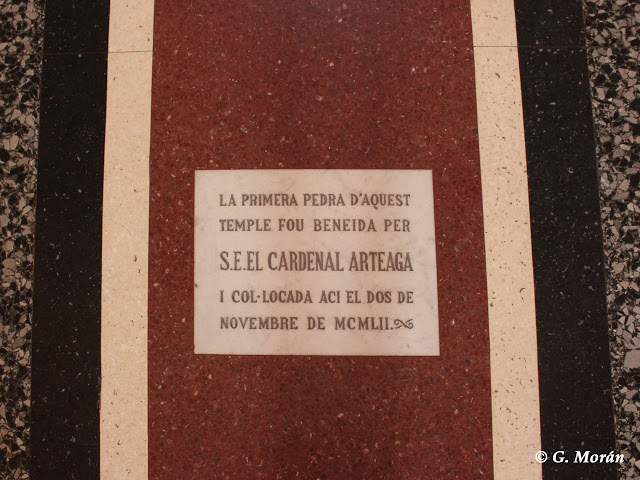 LA PRIMERA PEDRA D'AQUEST
TEMPLE FOU BENEIDA PER
S.E.EL CARDENAL ARTEAGA
I COL·LOCADA ACI EL DOS DE
NOVEMBRE DE MCMLII.
© G. Morán